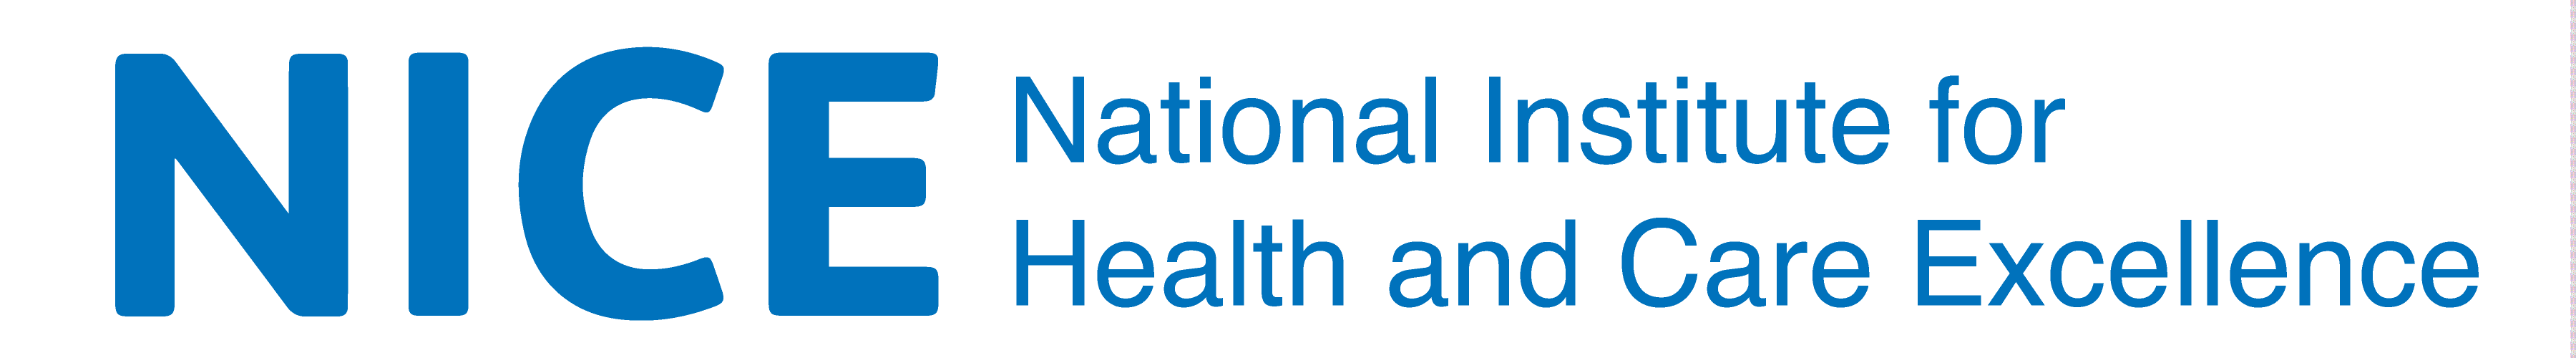 NICE
National Institute for
Health and Care Excellence